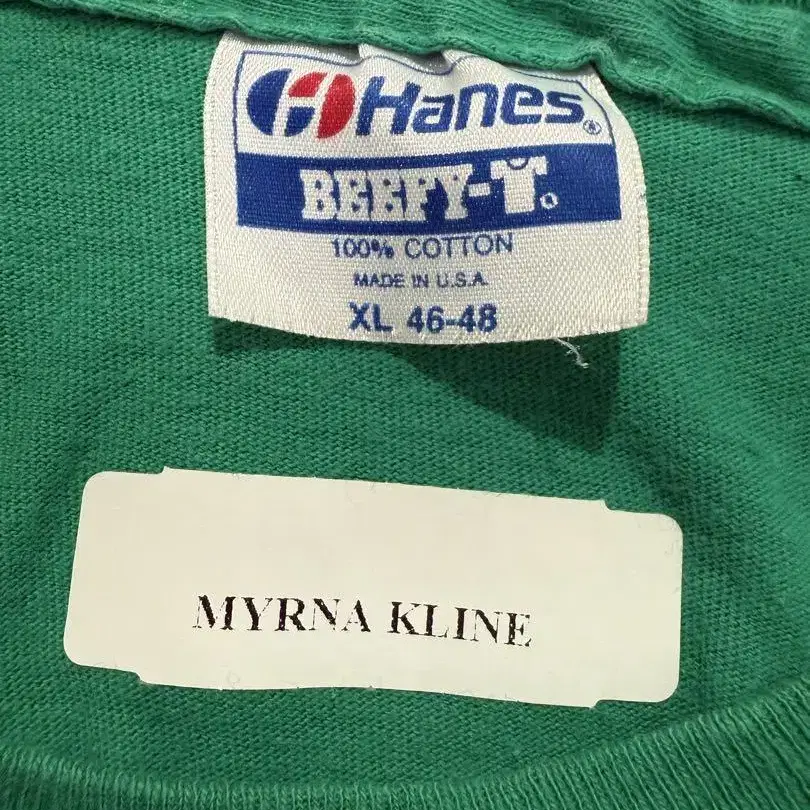 Hanes®
BEEFY-T®
100% COTTON
MADE IN U.S.A.
XL 46-48
MYRNA KLINE